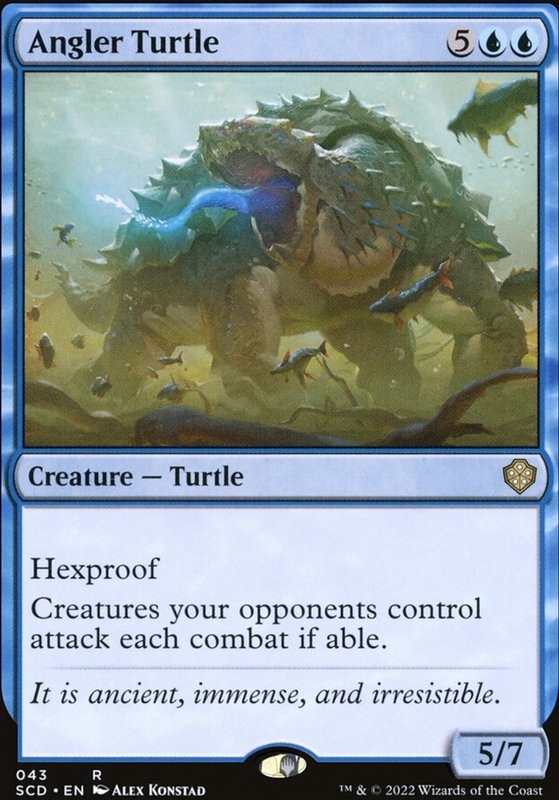 Angler Turtle 5
Creature — Turtle
Hexproof
Creatures your opponents control
attack each combat if able.
It is ancient, immense, and irresistible.
5/7
043 R
SCD • EN Alex Konstad
™ & © 2022 Wizards of the Coast